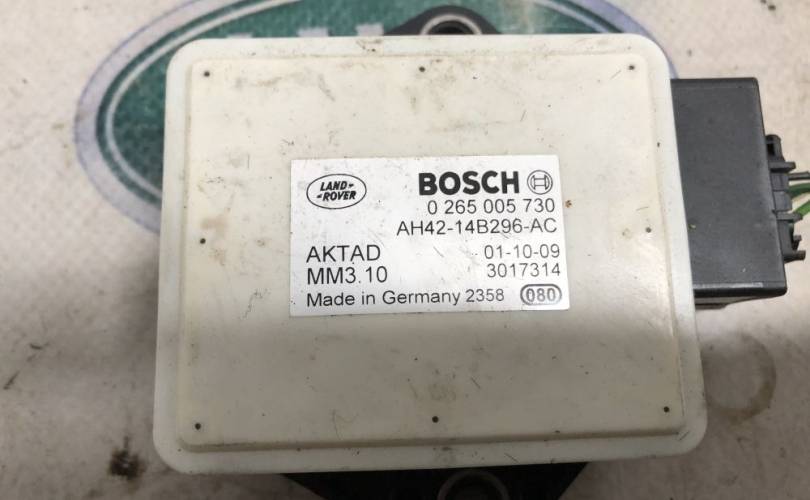 LAND-
ROVER
BOSCH
0 265 005 730
AH42-14B296-AC
AKTAD 01-10-09
MM3.10 3017314
Made in Germany 2358 080